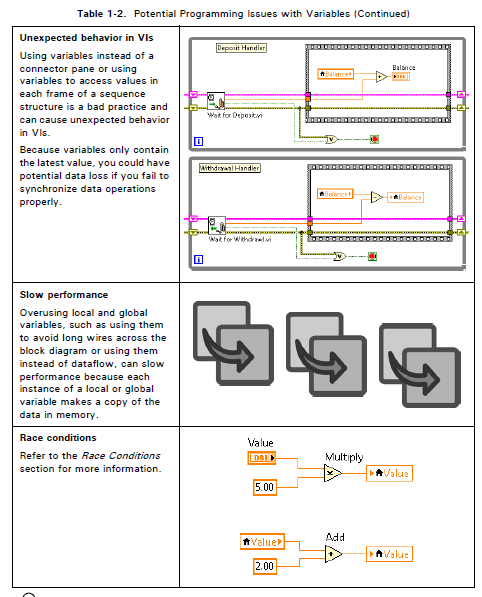 Table 1-2. Potential Programming Issues with Variables (Continued)
Unexpected behavior in VIs
Using variables instead of a
connector pane or using
variables to access values in
each frame of a sequence
structure is a bad practice and
can cause unexpected behavior
in VIs.
Because variables only contain
the latest value, you could have
potential data loss if you fail to
synchronize data operations
properly.
Deposit Handler
Balance
Balance
DBL
Wait for Deposit.vi
i
Withdrawal Handler
Balance
Balance
Wait for Withdrawl.vi
i
Slow performance
Overusing local and global
variables, such as using them
to avoid long wires across the
block diagram or using them
instead of dataflow, can slow
performance because each
instance of a local or global
variable makes a copy of the
data in memory.
Race conditions
Refer to the Race Conditions
section for more information.
Value
DBL
Multiply
Value
5.00
Value
Add
Value
2.00